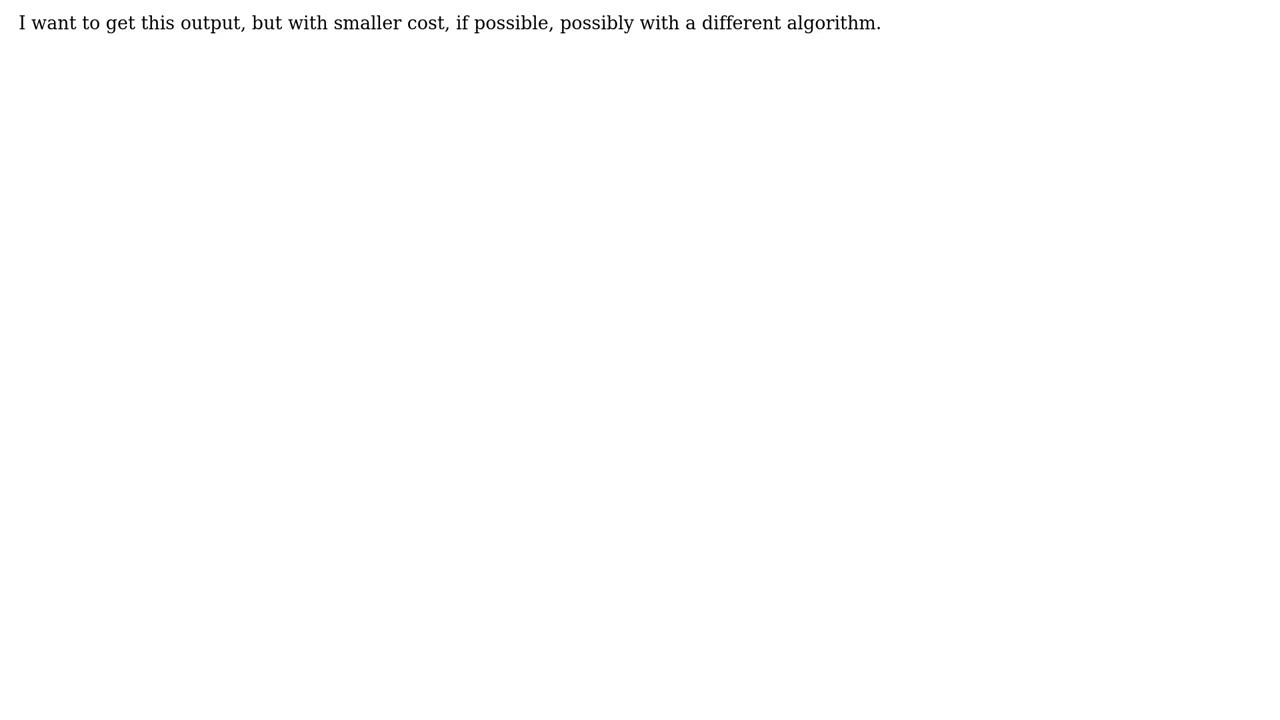 I want to get this output, but with smaller cost, if possible, possibly with a different algorithm.